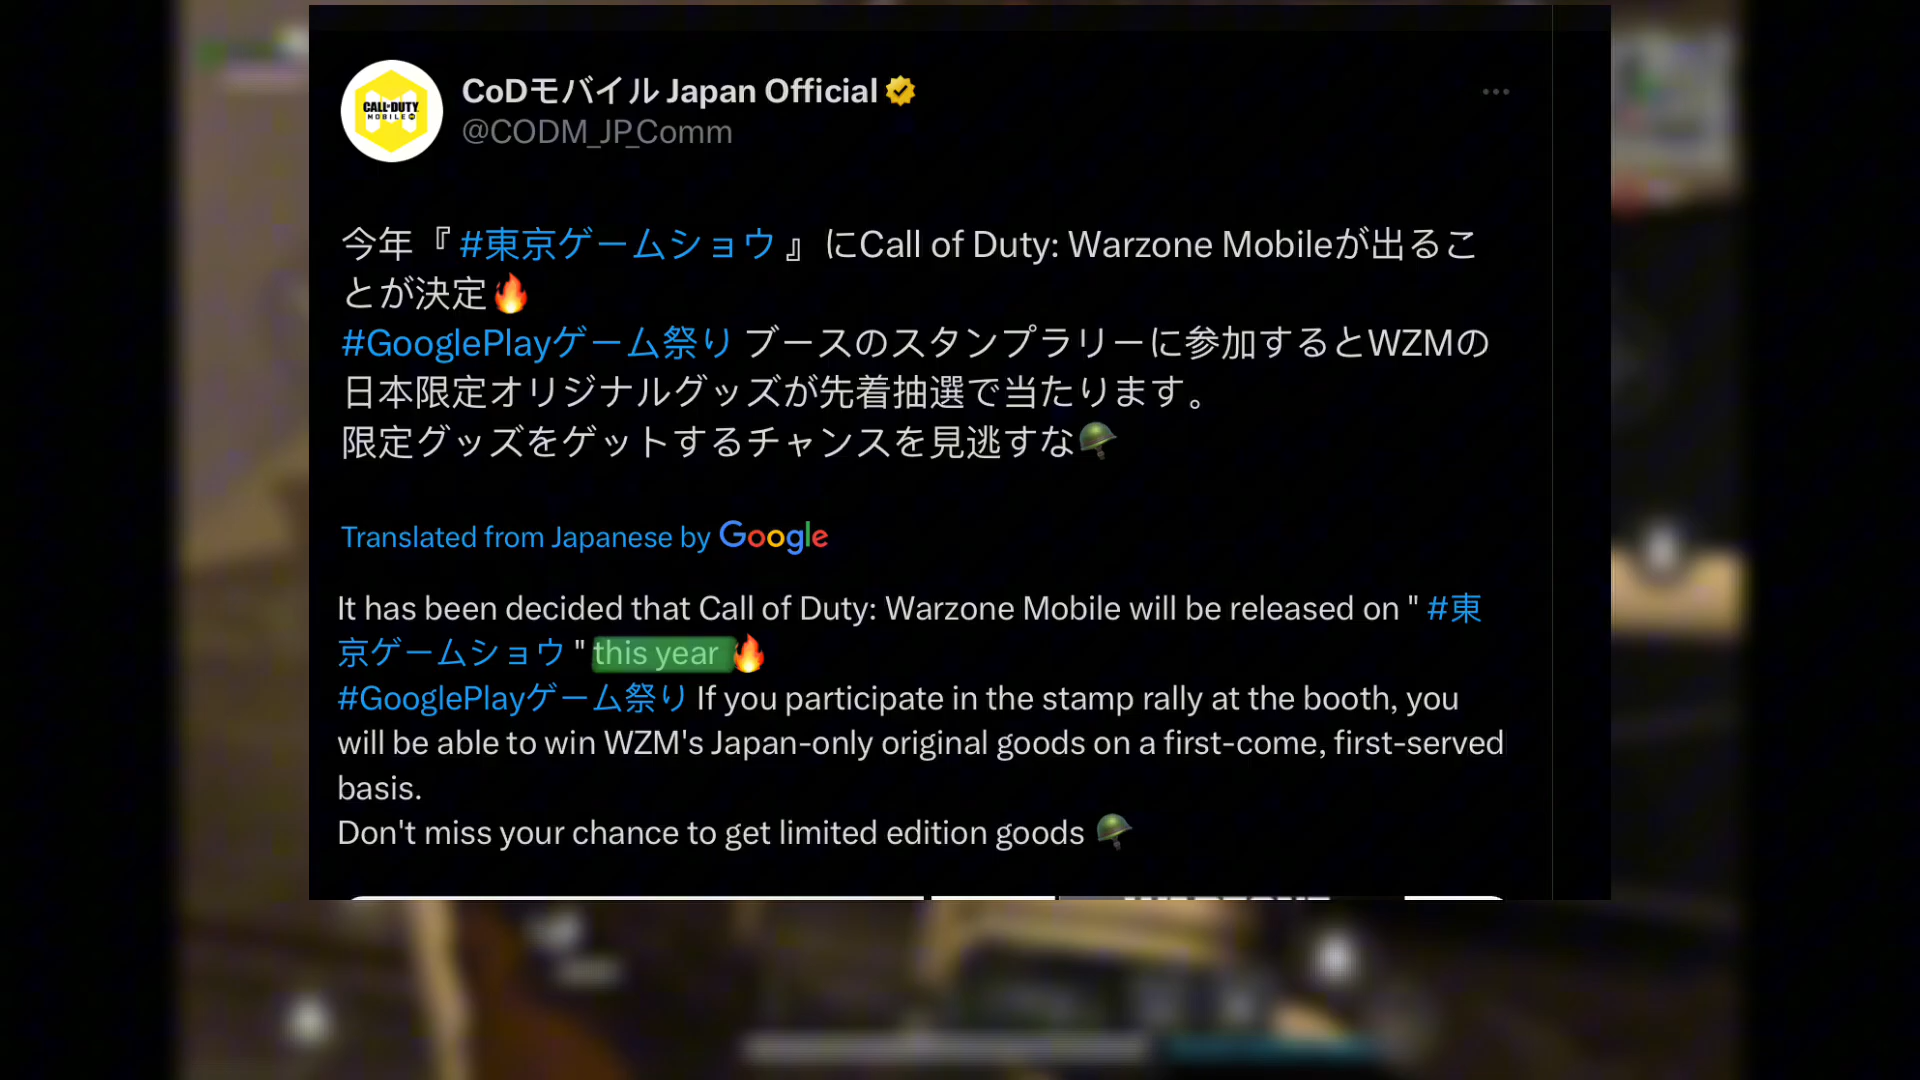 CALL OF DUTY
MOBILE
CoDモバイル Japan Official
@CODM_JP_Comm
今年『 #東京ゲームショウ 』にCall of Duty: Warzone Mobileが出るこ
とが決定🔥
#GooglePlayゲーム祭り ブースのスタンプラリーに参加するとWZMの
日本限定オリジナルグッズが先着抽選で当たります。
限定グッズをゲットするチャンスを見逃すな🪖
Translated from Japanese by Google
It has been decided that Call of Duty: Warzone Mobile will be released on " #東
京ゲームショウ " this year 🔥
#GooglePlayゲーム祭り If you participate in the stamp rally at the booth, you
will be able to win WZM's Japan-only original goods on a first-come, first-served
basis.
Don't miss your chance to get limited edition goods 🪖